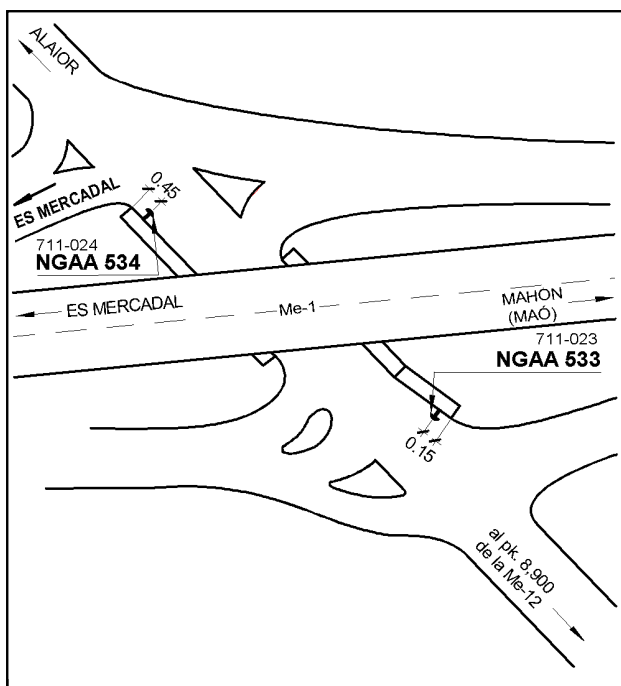 ALAIOR
0.45
ES MERCADAL
711-024
NGAA 534
ES MERCADAL
Me-1
MAHON
(MAÓ)
711-023
NGAA 533
0.15
al pk. 8,900
de la Me-12